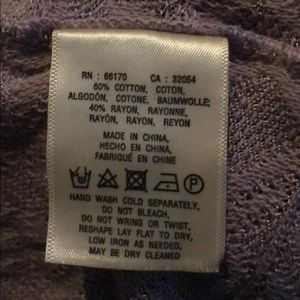 RN : 66170 CA : 32054
60% COTTON, COTON,
ALGODÓN, COTONE, BAUMWOLLE,
40% RAYON, RAYONNE,
RAYÓN, RAYON, REYON
MADE IN CHINA,
HECHO EN CHINA,
FABRIQUÉ EN CHINE
P
HAND WASH COLD SEPARATELY,
DO NOT BLEACH,
DO NOT WRING OR TWIST,
RESHAPE LAY FLAT TO DRY,
LOW IRON AS NEEDED,
MAY BE DRY CLEANED